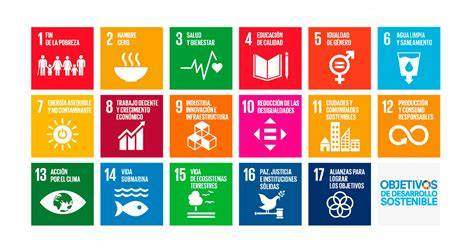 1 FIN
DE LA POBREZA
2 HAMBRE
CERO
3 SALUD
Y BIENESTAR
4 EDUCACIÓN
DE CALIDAD
5 IGUALDAD
DE GÉNERO
6 AGUA LIMPIA
Y SANEAMIENTO
7 ENERGÍA ASEQUIBLE
Y NO CONTAMINANTE
8 TRABAJO DECENTE
Y CRECIMIENTO
ECONÓMICO
9 INDUSTRIA,
INNOVACIÓN E
INFRAESTRUCTURA
10 REDUCCIÓN DE LAS
DESIGUALDADES
11 CIUDADES Y
COMUNIDADES
SOSTENIBLES
12 PRODUCCIÓN
Y CONSUMO
RESPONSABLES
13 ACCIÓN
POR EL CLIMA
14 VIDA
SUBMARINA
15 VIDA
DE ECOSISTEMAS
TERRESTRES
16 PAZ, JUSTICIA
E INSTITUCIONES
SÓLIDAS
17 ALIANZAS PARA
LOGRAR
LOS OBJETIVOS
OBJETIVOS
DE DESARROLLO
SOSTENIBLE